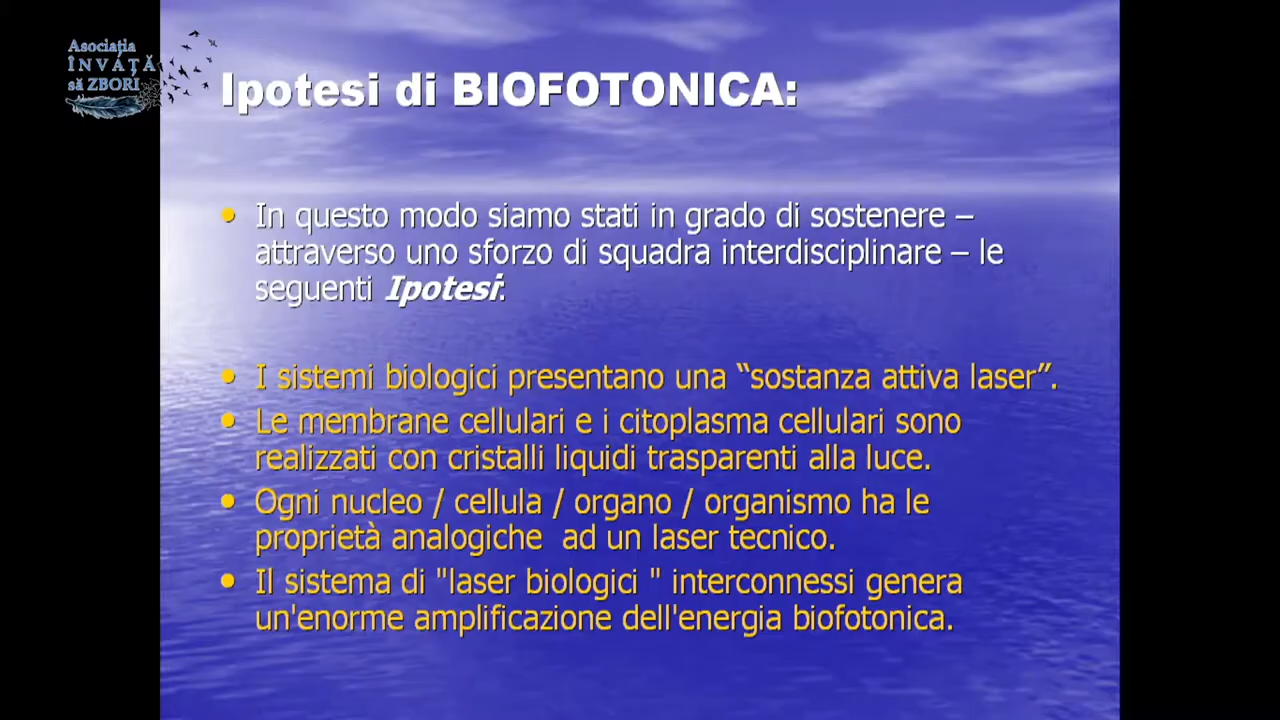 Asociația
ÎNVAȚĂ
să ZBORI
Ipotesi di BIOFOTONICA:
In questo modo siamo stati in grado di sostenere –
attraverso uno sforzo di squadra interdisciplinare – le
seguenti Ipotesi:
I sistemi biologici presentano una “sostanza attiva laser”.
Le membrane cellulari e i citoplasma cellulari sono
realizzati con cristalli liquidi trasparenti alla luce.
Ogni nucleo / cellula / organo / organismo ha le
proprietà analogiche ad un laser tecnico.
Il sistema di "laser biologici " interconnessi genera
un'enorme amplificazione dell'energia biofotonica.